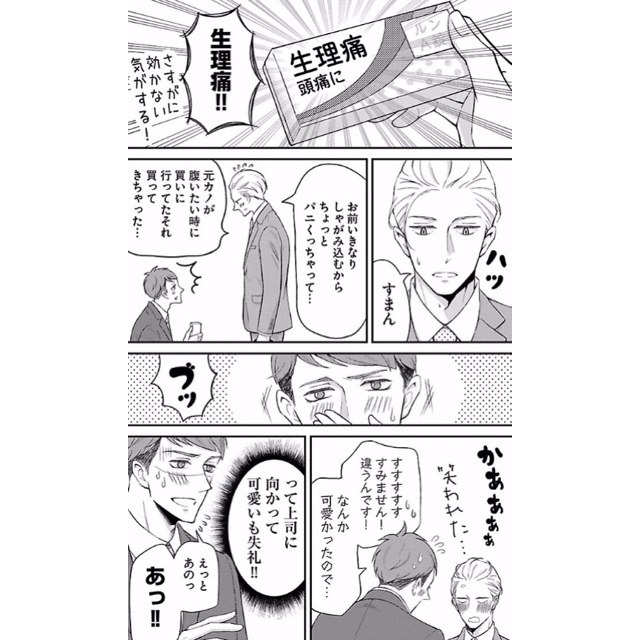 生理痛
頭痛に
ルン
生理痛!!
さすがに
効かない
気がする!
ハッ
すまん
お前いきなり
しゃがみ込むから
ちょっと
パニくっちゃって…
元カノが
腹いたい時に
買いに
行ってたそれ
買って
きちゃった…
ブッ
かぁぁぁぁ
笑われた…
すすすすす
すみません!
違うんです!
なんか
可愛かったので…
って上司に
向かって
可愛いも失礼!!
えっと
あのっ
あっ!!